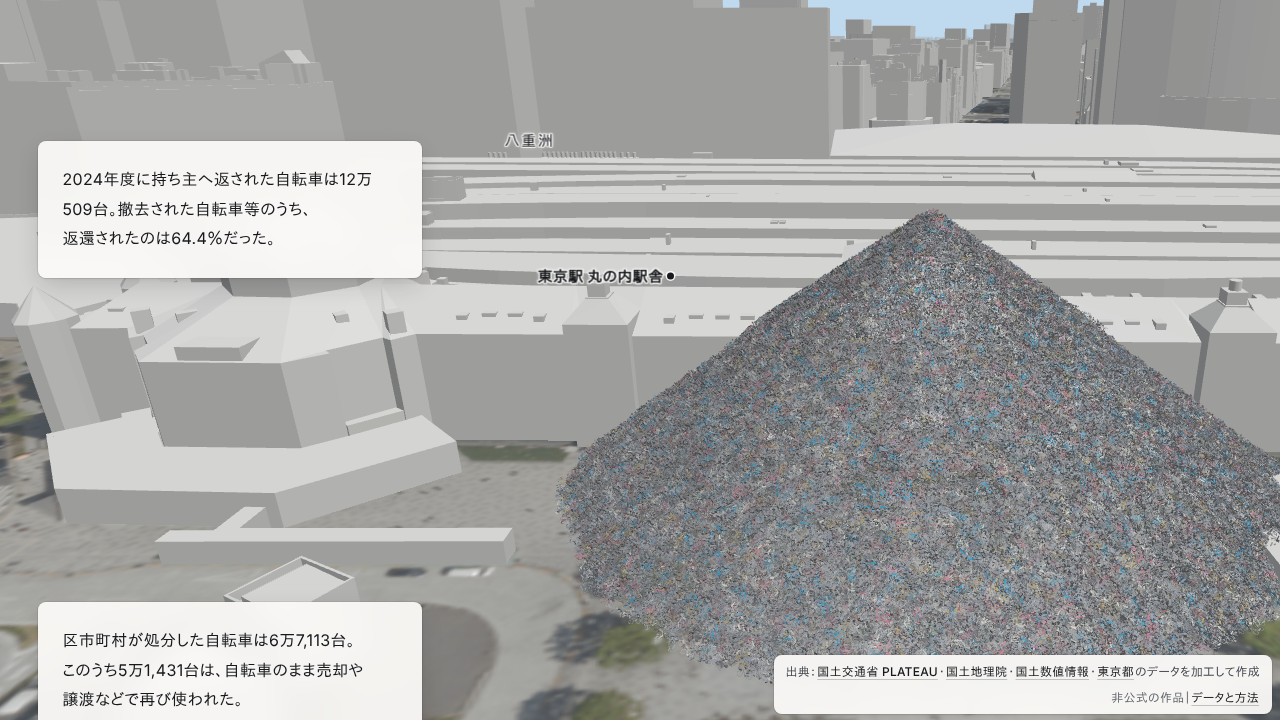 八重洲
2024年度に持ち主へ返された自転車は12万
509台。撤去された自転車等のうち、
返還されたのは64.4%だった。
東京駅 丸の内駅舎
区市町村が処分した自転車は6万7,113台。
このうち5万1,431台は、自転車のまま売却や
譲渡などで再び使われた。
出典：国土交通省 PLATEAU · 国土地理院 · 国土数値情報 · 東京都のデータを加工して作成
非公式の作品 | データと方法